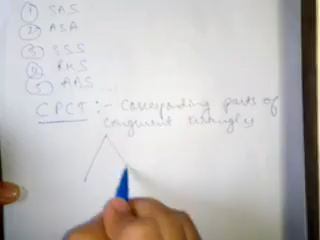 ① SAS
② ASA
③ SSS
④ RHS
⑤ AAS ...
CPCT :- Corresponding parts of
congruent triangles